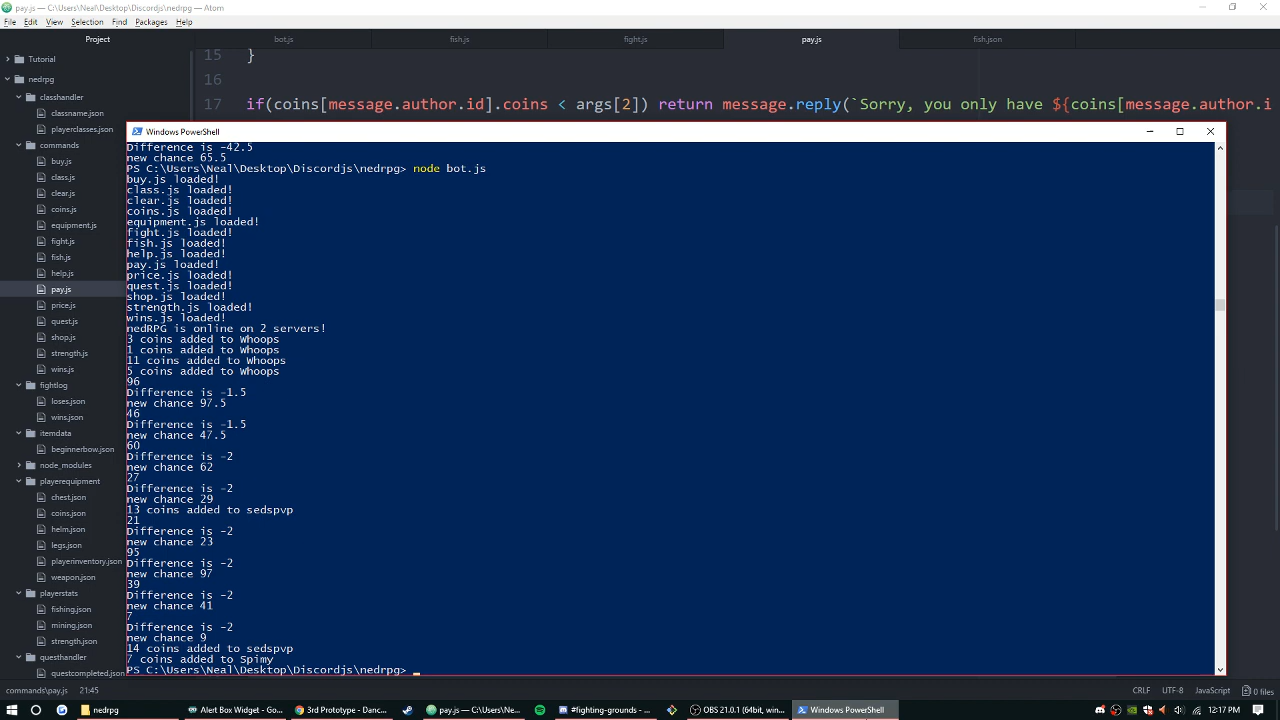 pay.js — C:\Users\Neal\Desktop\Discordjs\nedrpg — Atom
File Edit View Selection Find Packages Help
Project
bot.js fish.js fight.js pay.js fish.json
Tutorial
nedrpg
classhandler
classname.json
playerclasses.json
commands
buy.js
class.js
clear.js
coins.js
equipment.js
fight.js
fish.js
help.js
pay.js
price.js
quest.js
shop.js
strength.js
wins.js
fightlog
loses.json
wins.json
itemdata
beginnerbow.json
node_modules
playerequipment
chest.json
coins.json
helm.json
legs.json
playerinventory.json
weapon.json
playerstats
fishing.json
mining.json
strength.json
questhandler
questcompleted.json
15 }
16
17 if(coins[message.author.id].coins < args[2]) return message.reply(`Sorry, you only have ${coins[message.author.i
Windows PowerShell
Difference is -42.5
new chance 65.5
PS C:\Users\Neal\Desktop\Discordjs\nedrpg> node bot.js
buy.js loaded!
class.js loaded!
clear.js loaded!
coins.js loaded!
equipment.js loaded!
fight.js loaded!
fish.js loaded!
help.js loaded!
pay.js loaded!
price.js loaded!
quest.js loaded!
shop.js loaded!
strength.js loaded!
wins.js loaded!
nedRPG is online on 2 servers!
3 coins added to Whoops
1 coins added to Whoops
11 coins added to Whoops
5 coins added to Whoops
96
Difference is -1.5
new chance 97.5
46
Difference is -1.5
new chance 47.5
60
Difference is -2
new chance 62
27
Difference is -2
new chance 29
13 coins added to sedspvp
21
Difference is -2
new chance 23
95
Difference is -2
new chance 97
39
Difference is -2
new chance 41
7
Difference is -2
new chance 9
14 coins added to sedspvp
7 coins added to Spimy
PS C:\Users\Neal\Desktop\Discordjs\nedrpg>
commands\pay.js 21:45 CRLF UTF-8 JavaScript 0 files
nedrpg Alert Box Widget - Go... 3rd Prototype - Danc... pay.js — C:\Users\Ne... #fighting-grounds - ... OBS 21.0.1 (64bit, win... Windows PowerShell 12:17 PM